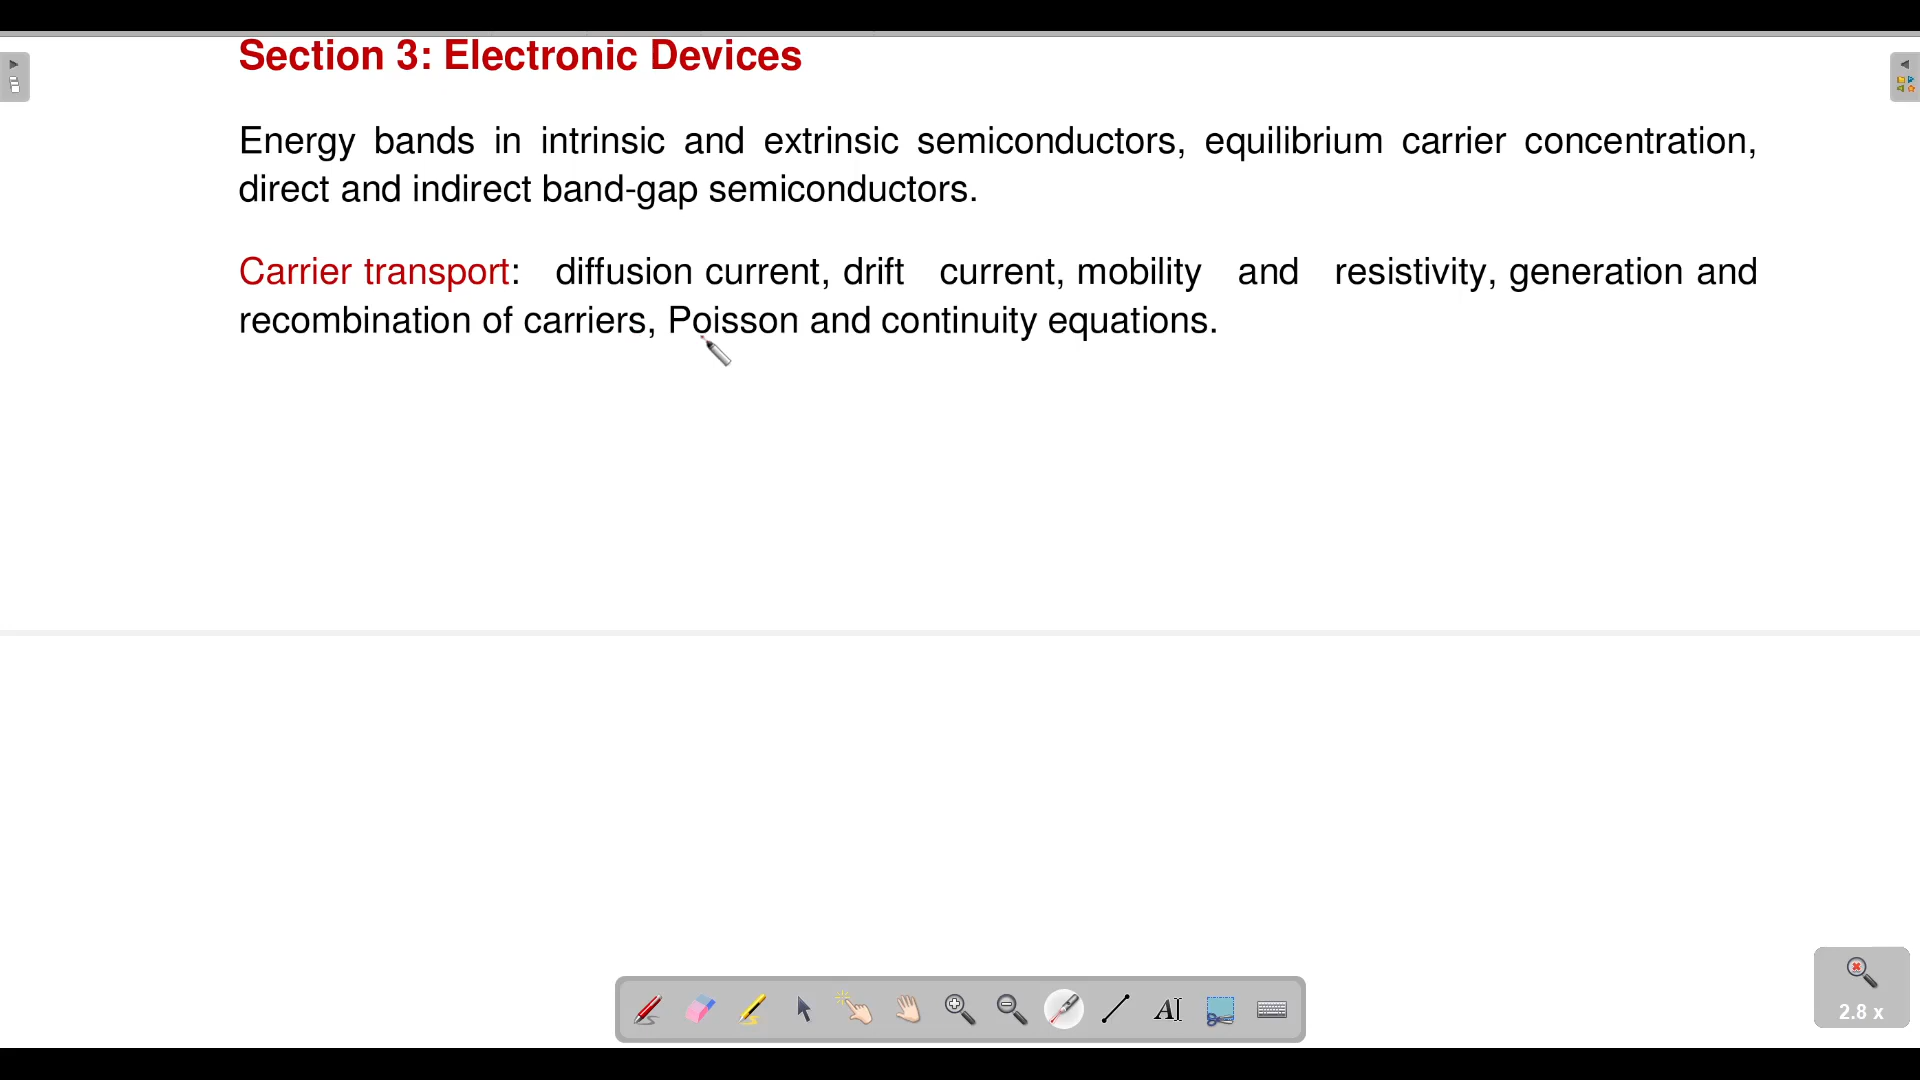 Section 3: Electronic Devices
Energy bands in intrinsic and extrinsic semiconductors, equilibrium carrier concentration,
direct and indirect band-gap semiconductors.
Carrier transport: diffusion current, drift current, mobility and resistivity, generation and
recombination of carriers, Poisson and continuity equations.
2.8 x